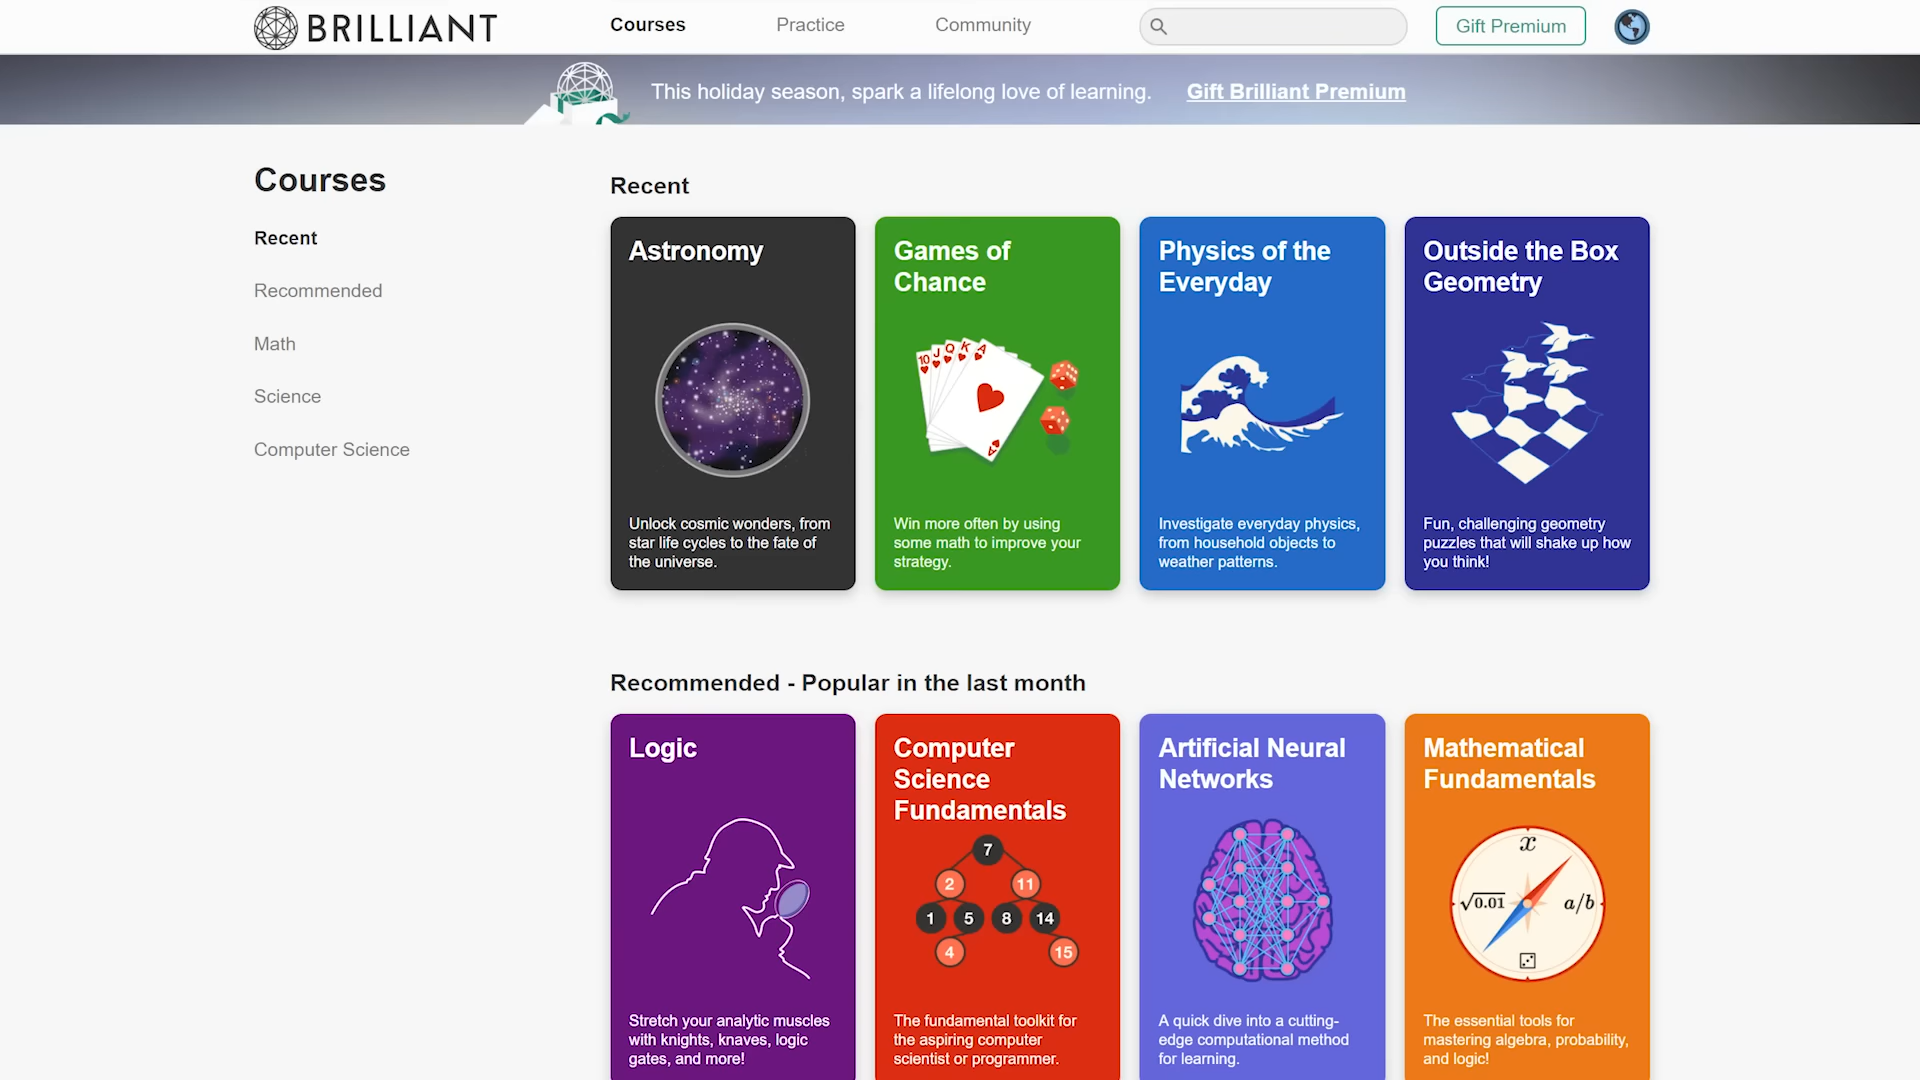 BRILLIANT
Courses
Practice
Community
Gift Premium
This holiday season, spark a lifelong love of learning.
Gift Brilliant Premium
Courses
Recent
Recommended
Math
Science
Computer Science
Recent
Astronomy
Unlock cosmic wonders, from
star life cycles to the fate of
the universe.
Games of
Chance
10 J Q K A
A
Win more often by using
some math to improve your
strategy.
Physics of the
Everyday
Investigate everyday physics,
from household objects to
weather patterns.
Outside the Box
Geometry
Fun, challenging geometry
puzzles that will shake up how
you think!
Recommended - Popular in the last month
Logic
Stretch your analytic muscles
with knights, knaves, logic
gates, and more!
Computer
Science
Fundamentals
7
2 11
1 5 8 14
4 15
The fundamental toolkit for
the aspiring computer
scientist or programmer.
Artificial Neural
Networks
A quick dive into a cutting-
edge computational method
for learning.
Mathematical
Fundamentals
x
√0.01 a/b
The essential tools for
mastering algebra, probability,
and logic!